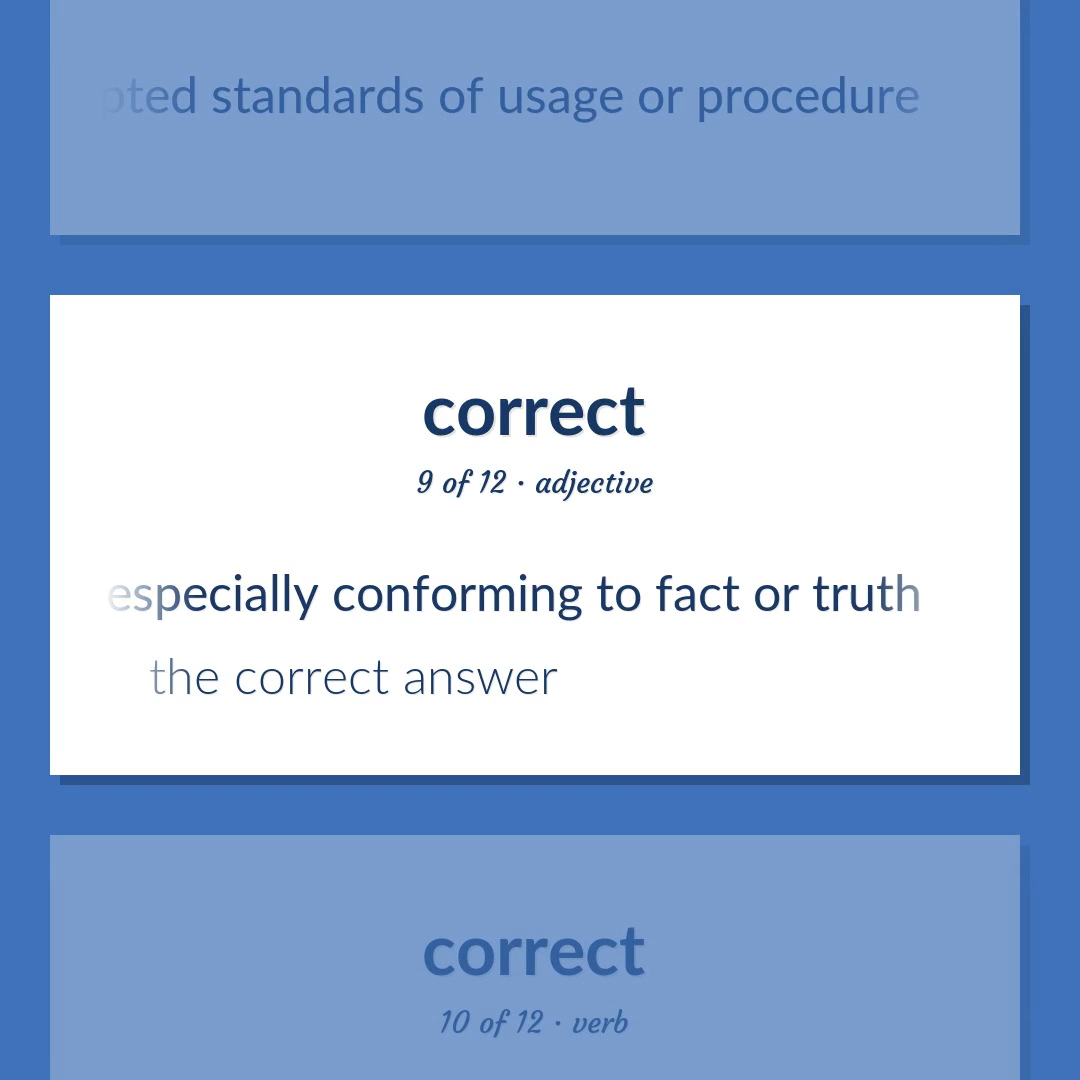 standards of usage or procedure
correct
9 of 12 · adjective
especially conforming to fact or truth
the correct answer
correct
10 of 12 · verb